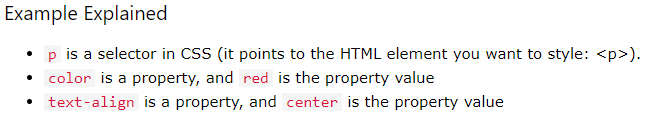 Example Explained
• p is a selector in CSS (it points to the HTML element you want to style: <p>).
• color is a property, and red is the property value
• text-align is a property, and center is the property value